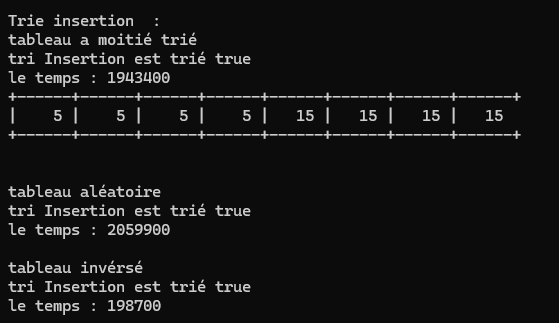 Trie insertion  :
tableau a moitié trié
tri Insertion est trié true
le temps : 1943400
+------+------+------+------+------+------+------+------+
|    5 |    5 |    5 |    5 |   15 |   15 |   15 |   15
+------+------+------+------+------+------+------+------+
tableau aléatoire
tri Insertion est trié true
le temps : 2059900
tableau invérsé
tri Insertion est trié true
le temps : 198700